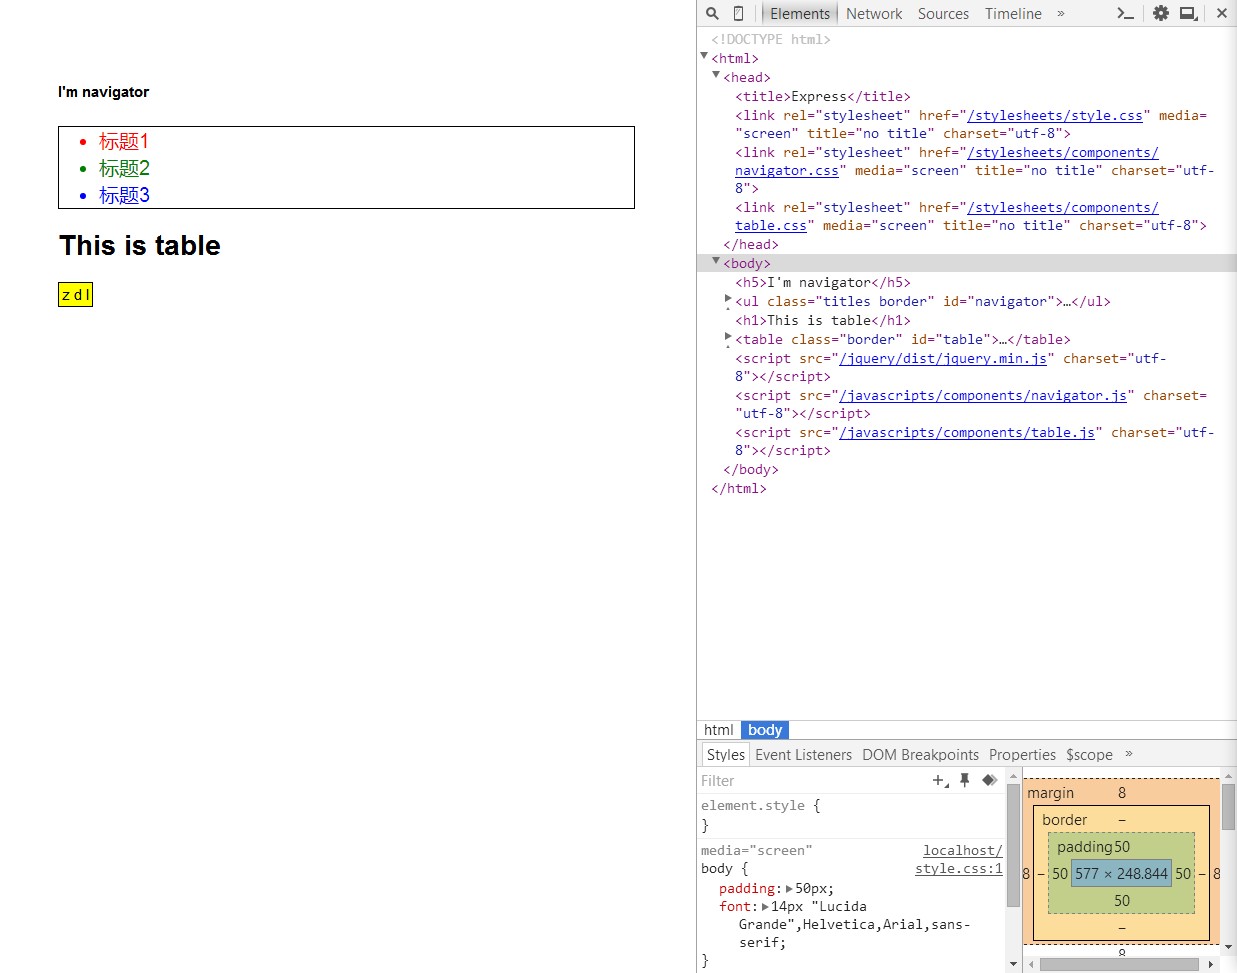 I'm navigator
标题1
标题2
标题3
This is table
z d l
Elements Network Sources Timeline »
<!DOCTYPE html>
<html>
<head>
<title>Express</title>
<link rel="stylesheet" href="/stylesheets/style.css" media=
"screen" title="no title" charset="utf-8">
<link rel="stylesheet" href="/stylesheets/components/
navigator.css" media="screen" title="no title" charset="utf-
8">
<link rel="stylesheet" href="/stylesheets/components/
table.css" media="screen" title="no title" charset="utf-8">
</head>
<body>
<h5>I'm navigator</h5>
<ul class="titles border" id="navigator">…</ul>
<h1>This is table</h1>
<table class="border" id="table">…</table>
<script src="/jquery/dist/jquery.min.js" charset="utf-
8"></script>
<script src="/javascripts/components/navigator.js" charset=
"utf-8"></script>
<script src="/javascripts/components/table.js" charset="utf-
8"></script>
</body>
</html>
html body
Styles Event Listeners DOM Breakpoints Properties $scope »
Filter
element.style {
}
media="screen" localhost/
body { style.css:1
padding: 50px;
font: 14px "Lucida
Grande",Helvetica,Arial,sans-
serif;
}
margin 8
border –
padding 50
8 – 50 577 × 248.844 50 – 8
50
–
8